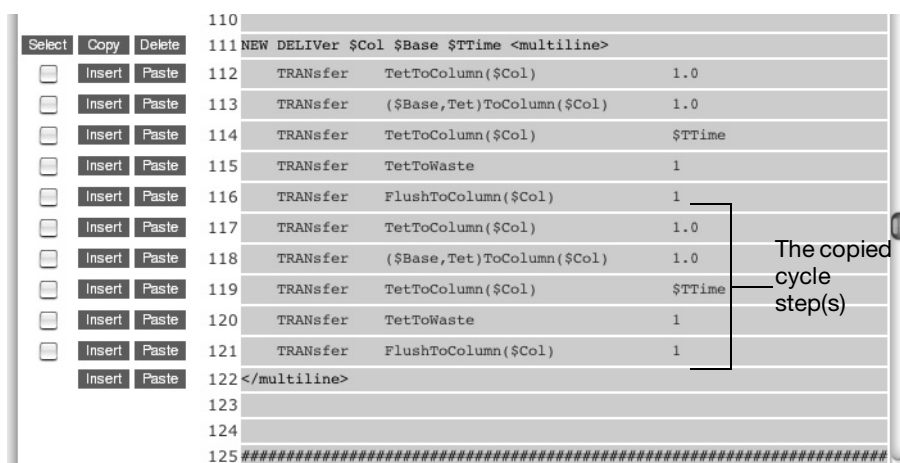 110
Select Copy Delete 111 NEW DELIVer $Col $Base $TTime <multiline>
Insert Paste 112 TRANsfer TetToColumn($Col) 1.0
Insert Paste 113 TRANsfer ($Base,Tet)ToColumn($Col) 1.0
Insert Paste 114 TRANsfer TetToColumn($Col) $TTime
Insert Paste 115 TRANsfer TetToWaste 1
Insert Paste 116 TRANsfer FlushToColumn($Col) 1
Insert Paste 117 TRANsfer TetToColumn($Col) 1.0
Insert Paste 118 TRANsfer ($Base,Tet)ToColumn($Col) 1.0
Insert Paste 119 TRANsfer TetToColumn($Col) $TTime
Insert Paste 120 TRANsfer TetToWaste 1
Insert Paste 121 TRANsfer FlushToColumn($Col) 1
Insert Paste 122 </multiline>
123
124
125 ########################################################################
The copied
cycle
step(s)